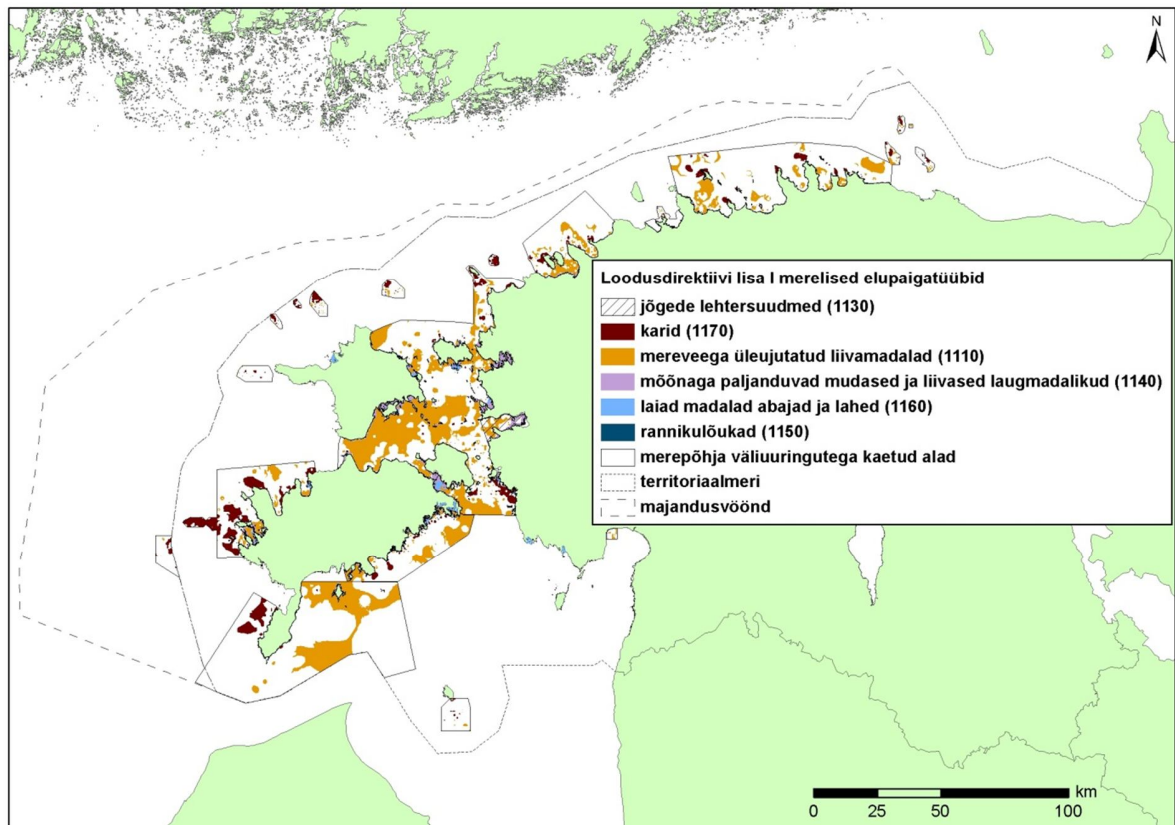 N
Loodusdirektiivi lisa I merelised elupaigatüübid
jõgede lehtersuudmed (1130)
karid (1170)
mereveega üleujutatud liivamadalad (1110)
mõõnaga paljanduvad mudased ja liivased laugmadalikud (1140)
laiad madalad abajad ja lahed (1160)
rannikulõukad (1150)
merepõhja väliuuringutega kaetud alad
territoriaalmeri
majandusvöönd
km
0 25 50 100